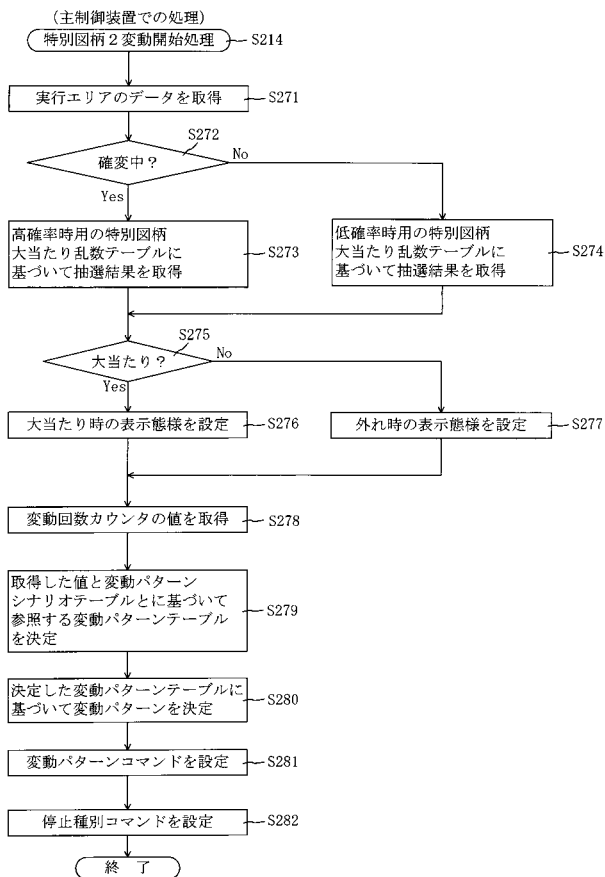 (主制御装置での処理)
特別図柄2変動開始処理
S214
実行エリアのデータを取得
S271
S272
確変中?
No
Yes
高確率時用の特別図柄
大当たり乱数テーブルに
基づいて抽選結果を取得
S273
低確率時用の特別図柄
大当たり乱数テーブルに
基づいて抽選結果を取得
S274
S275
大当たり?
No
Yes
大当たり時の表示態様を設定
S276
外れ時の表示態様を設定
S277
変動回数カウンタの値を取得
S278
取得した値と変動パターン
シナリオテーブルとに基づいて
参照する変動パターンテーブル
を決定
S279
決定した変動パターンテーブルに
基づいて変動パターンを決定
S280
変動パターンコマンドを設定
S281
停止種別コマンドを設定
S282
終 了